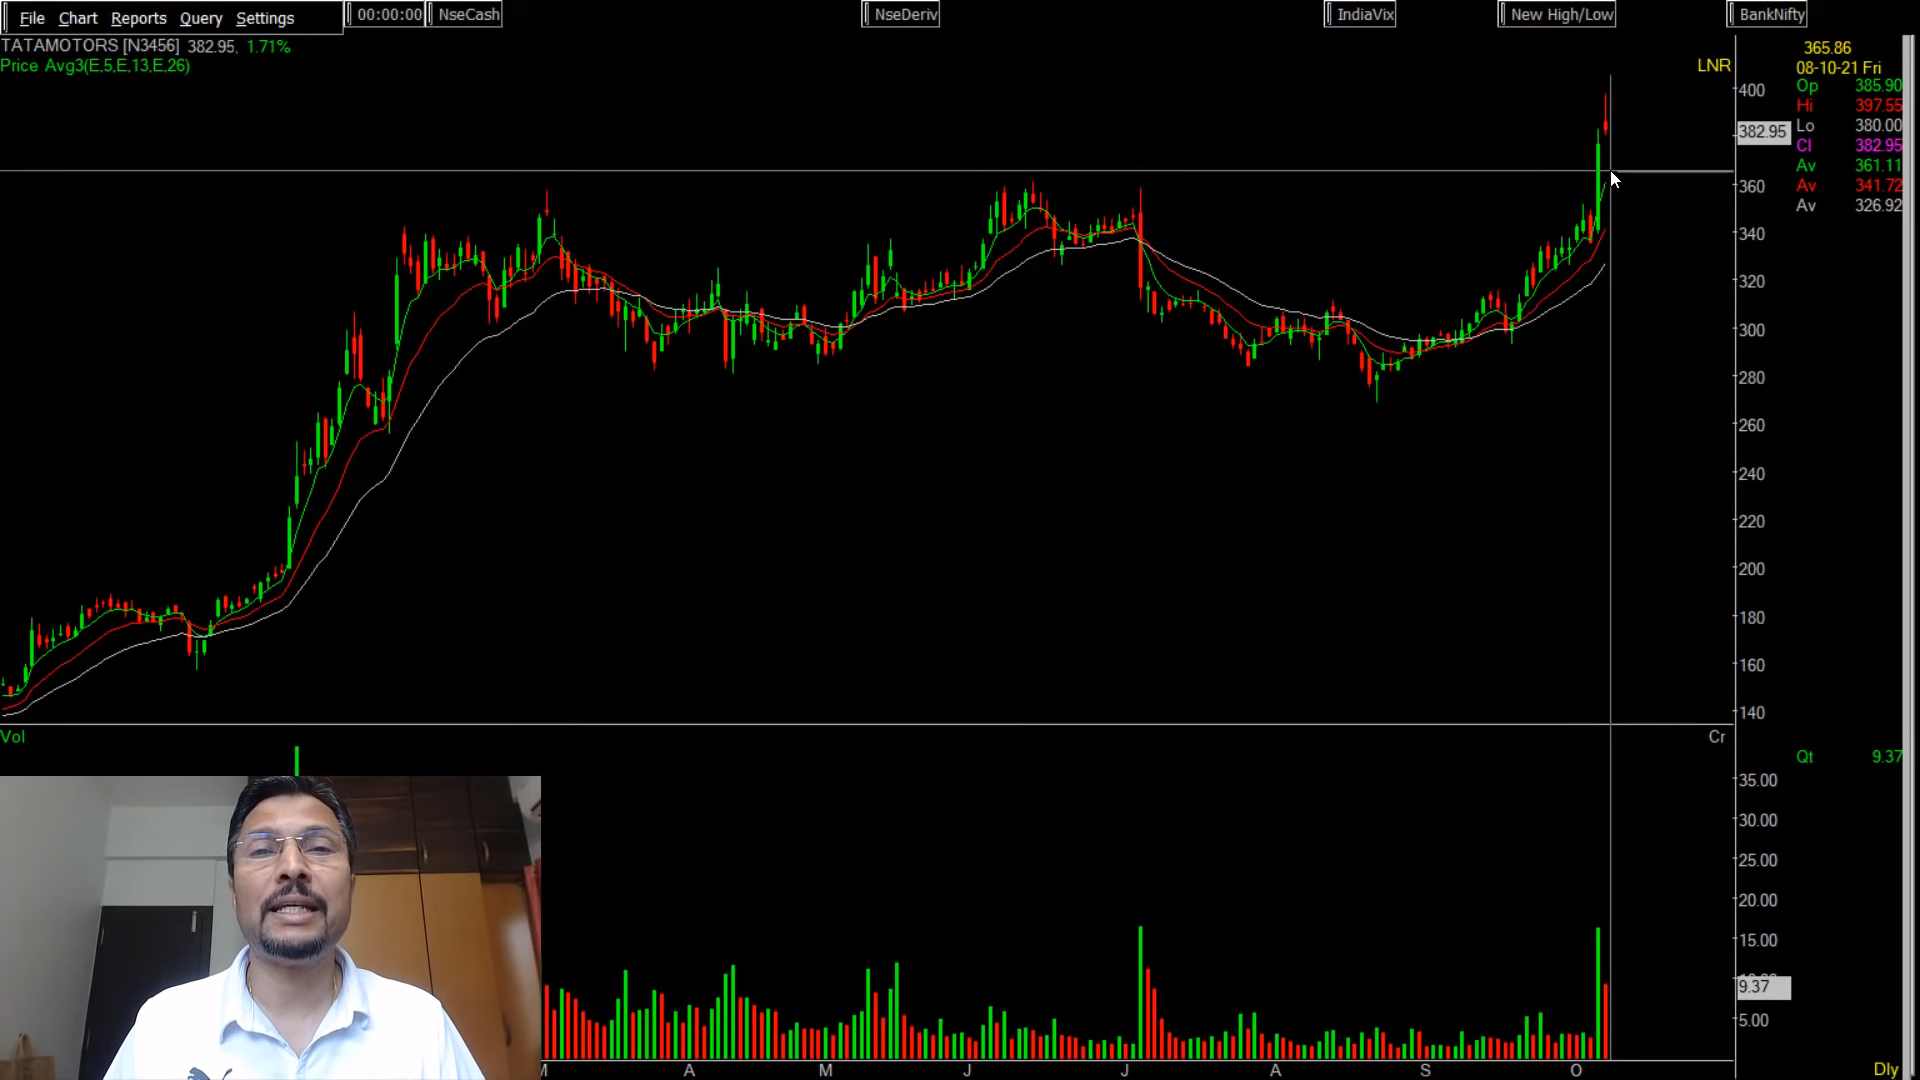 File Chart Reports Query Settings 00:00:00 NseCash NseDeriv IndiaVix New High/Low BankNifty
TATAMOTORS [N3456] 382.95, 1.71%
Price Avg3(E,5,E,13,E,26)
LNR
365.86
08-10-21 Fri
Op 385.90
Hi 397.55
Lo 380.00
Cl 382.95
Av 361.11
Av 341.72
Av 326.92
400
382.95
360
340
320
300
280
260
240
220
200
180
160
140
Vol
Cr
Qt 9.37
35.00
30.00
25.00
20.00
15.00
9.37
5.00
M A M J J A S O
Dly